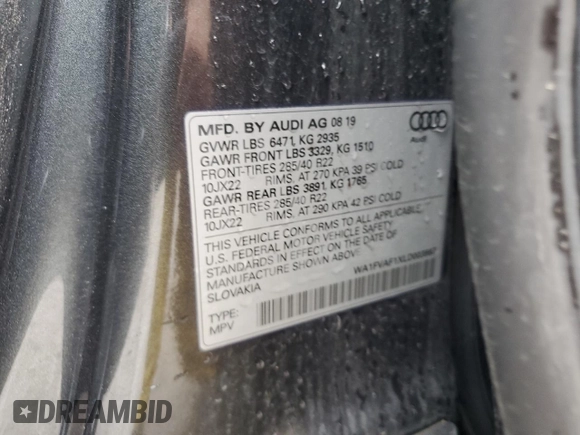 MFD. BY AUDI AG 08 19
GVWR LBS 6471, KG 2935
GAWR FRONT LBS 3329, KG 1510
FRONT-TIRES 285/40 R22
10JX22 RIMS. AT 270 KPA 39 PSI COLD
GAWR REAR LBS 3891, KG 1765
REAR-TIRES 285/40 R22
10JX22 RIMS. AT 290 KPA 42 PSI COLD
THIS VEHICLE CONFORMS TO ALL APPLICABLE
U.S. FEDERAL MOTOR VEHICLE
STANDARDS IN EFFECT ON THE DATE OF
MANUFACTURE SHOWN ABOVE.
SLOVAKIA
TYPE:
MPV
Audi
DREAMBID